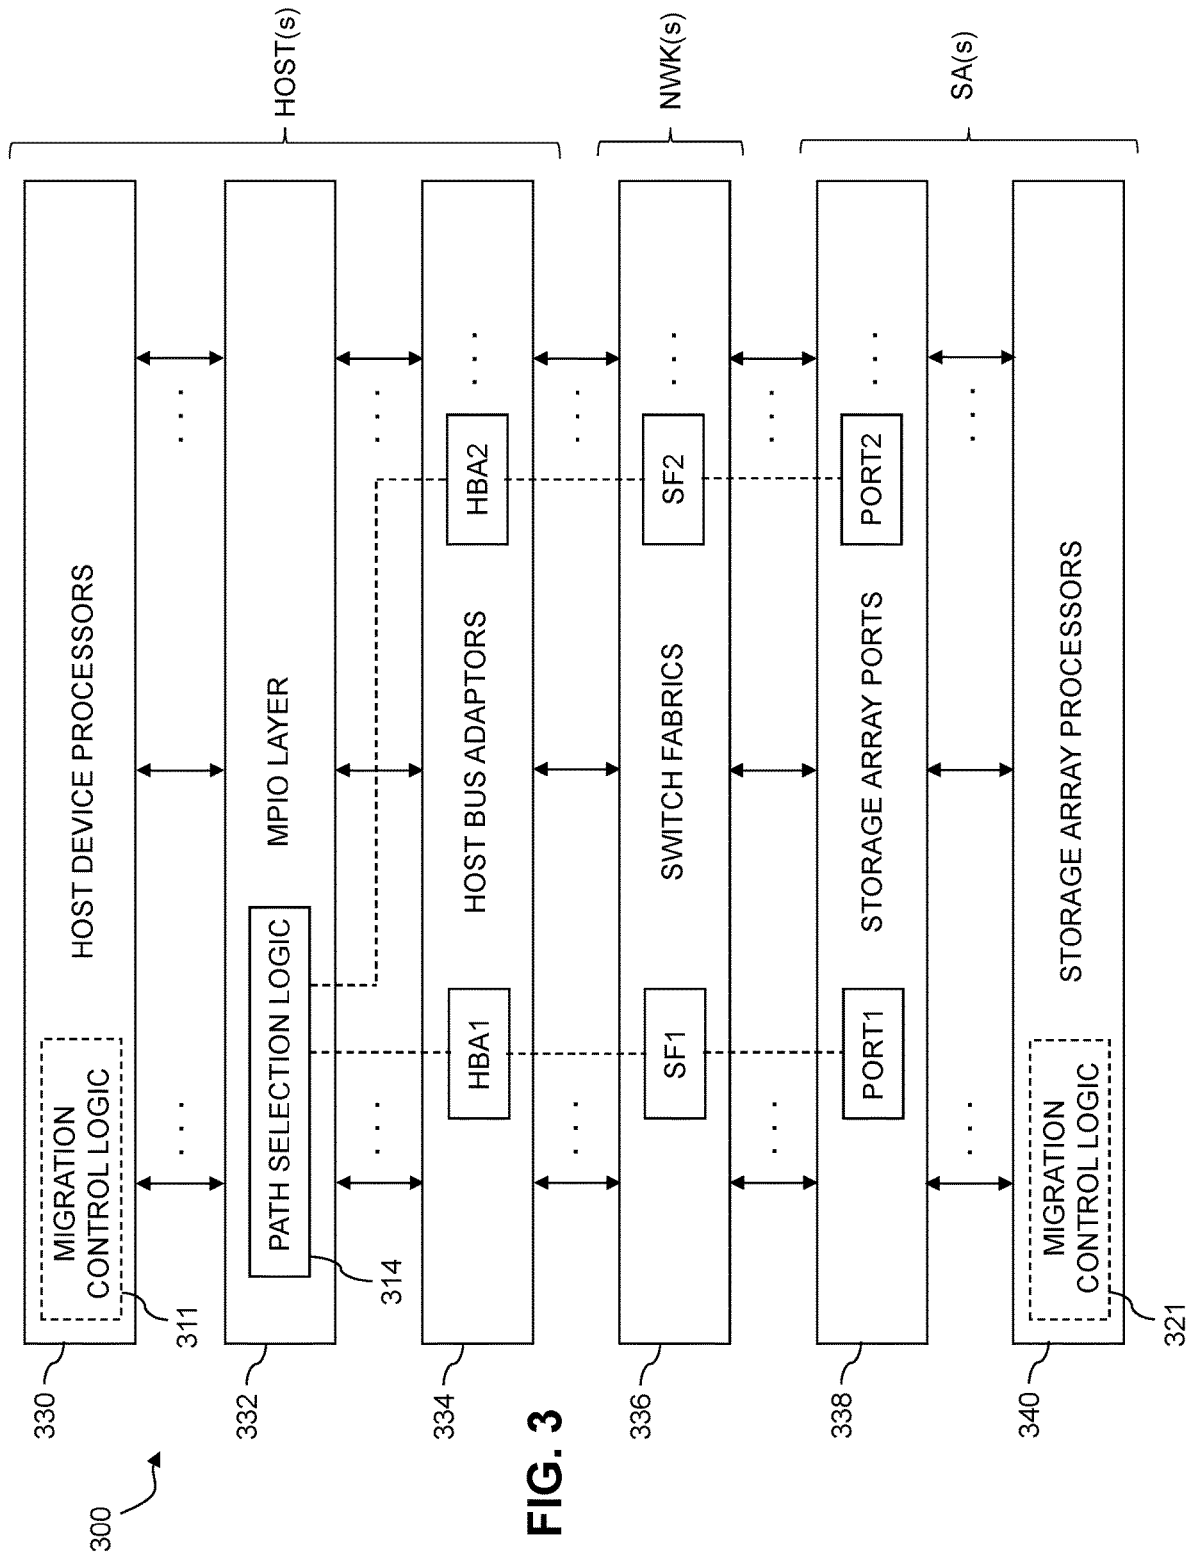 300
330
MIGRATION
CONTROL LOGIC
311
HOST DEVICE PROCESSORS
332
PATH SELECTION LOGIC
314
MPIO LAYER
334
HBA1
HOST BUS ADAPTORS
HBA2
. . .
HOST(s)
336
SF1
SWITCH FABRICS
SF2
. . .
NWK(s)
338
PORT1
STORAGE ARRAY PORTS
PORT2
. . .
340
MIGRATION
CONTROL LOGIC
321
STORAGE ARRAY PROCESSORS
SA(s)
FIG. 3